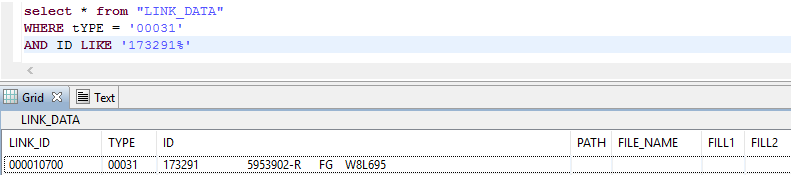 select * from "LINK_DATA"
WHERE tYPE = '00031'
AND ID LIKE '173291%'
Grid Text
LINK_DATA
LINK_ID TYPE ID PATH FILE_NAME FILL1 FILL2
000010700 00031 173291 5953902-R FG W8L695